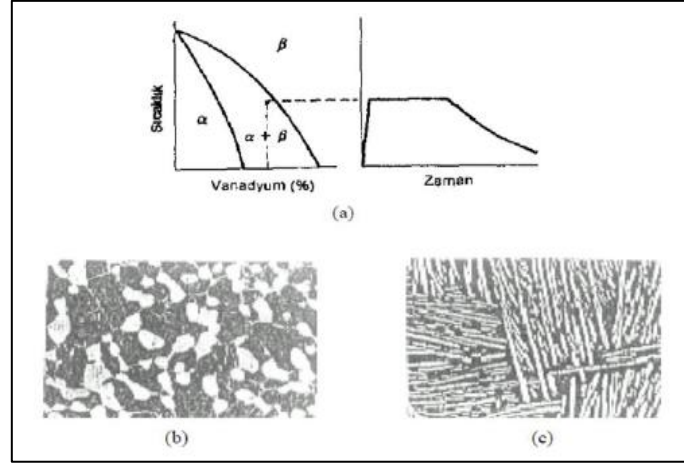 β
Sıcaklık
α
α + β
Vanadyum (%)
Zaman
(a)
(b)
(c)